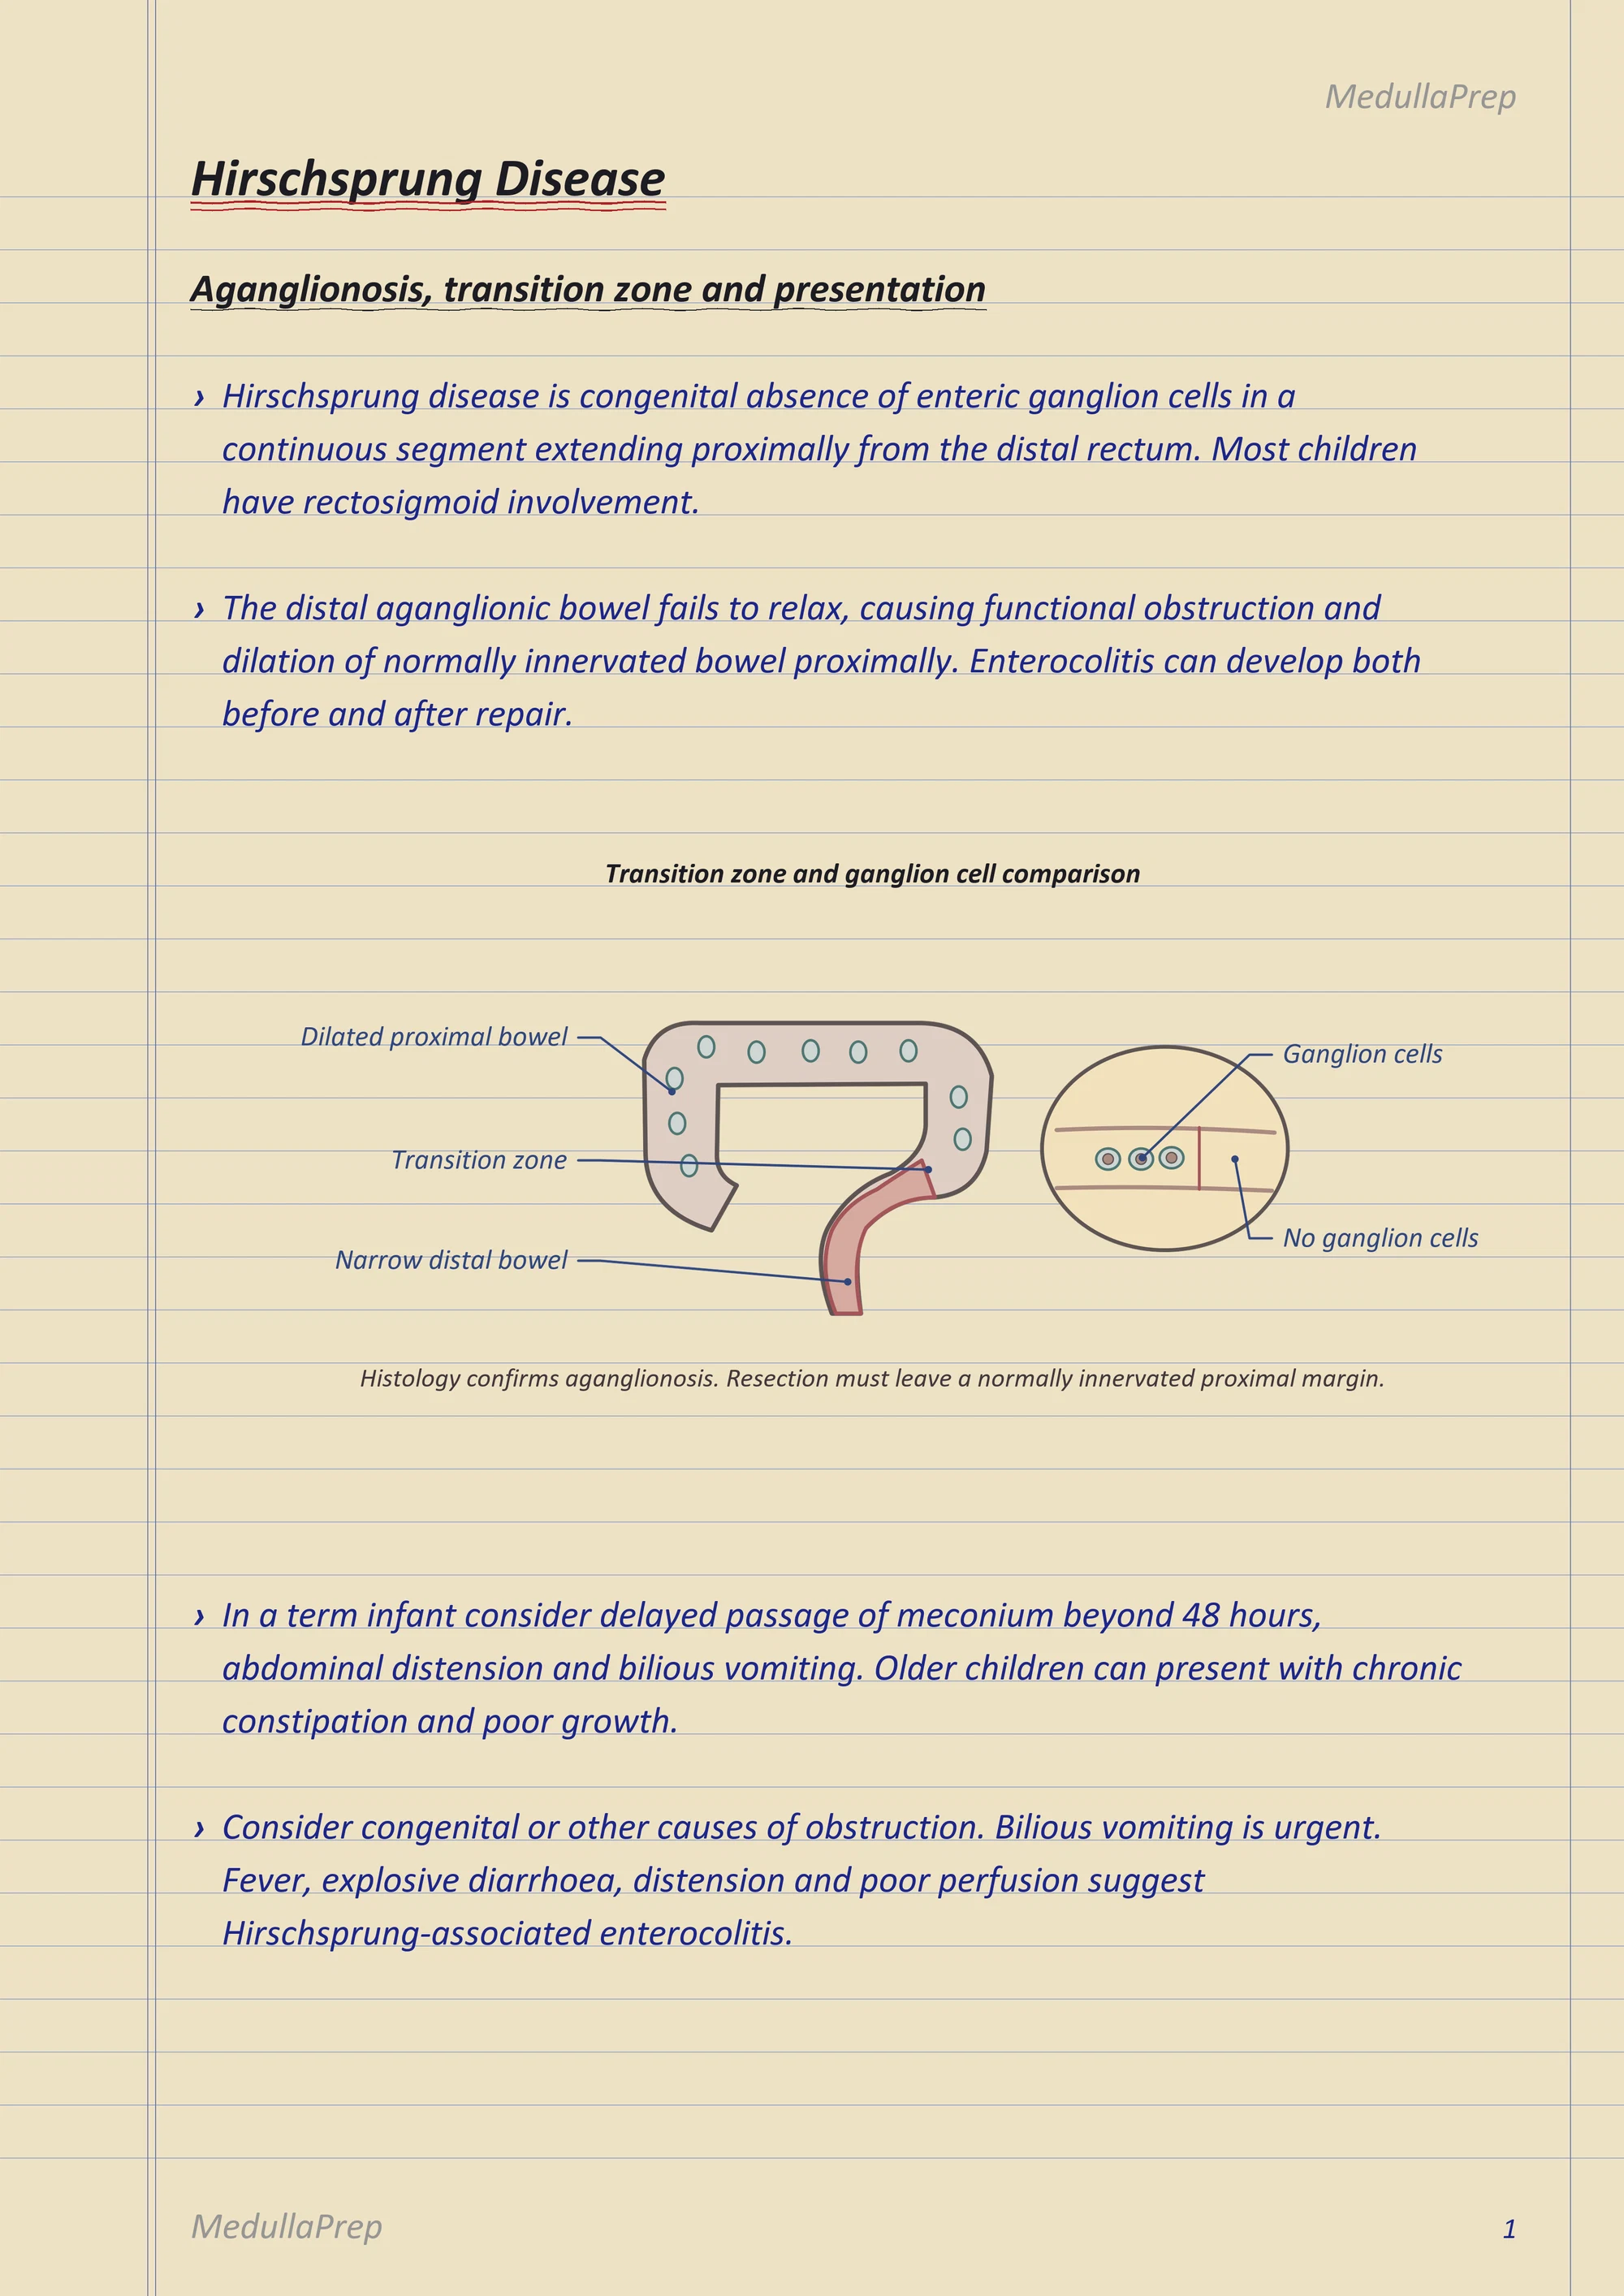 MedullaPrep
Hirschsprung Disease
Aganglionosis, transition zone and presentation
› Hirschsprung disease is congenital absence of enteric ganglion cells in a
continuous segment extending proximally from the distal rectum. Most children
have rectosigmoid involvement.
› The distal aganglionic bowel fails to relax, causing functional obstruction and
dilation of normally innervated bowel proximally. Enterocolitis can develop both
before and after repair.
Transition zone and ganglion cell comparison
Dilated proximal bowel
Ganglion cells
Transition zone
No ganglion cells
Narrow distal bowel
Histology confirms aganglionosis. Resection must leave a normally innervated proximal margin.
› In a term infant consider delayed passage of meconium beyond 48 hours,
abdominal distension and bilious vomiting. Older children can present with chronic
constipation and poor growth.
› Consider congenital or other causes of obstruction. Bilious vomiting is urgent.
Fever, explosive diarrhoea, distension and poor perfusion suggest
Hirschsprung-associated enterocolitis.
MedullaPrep
1